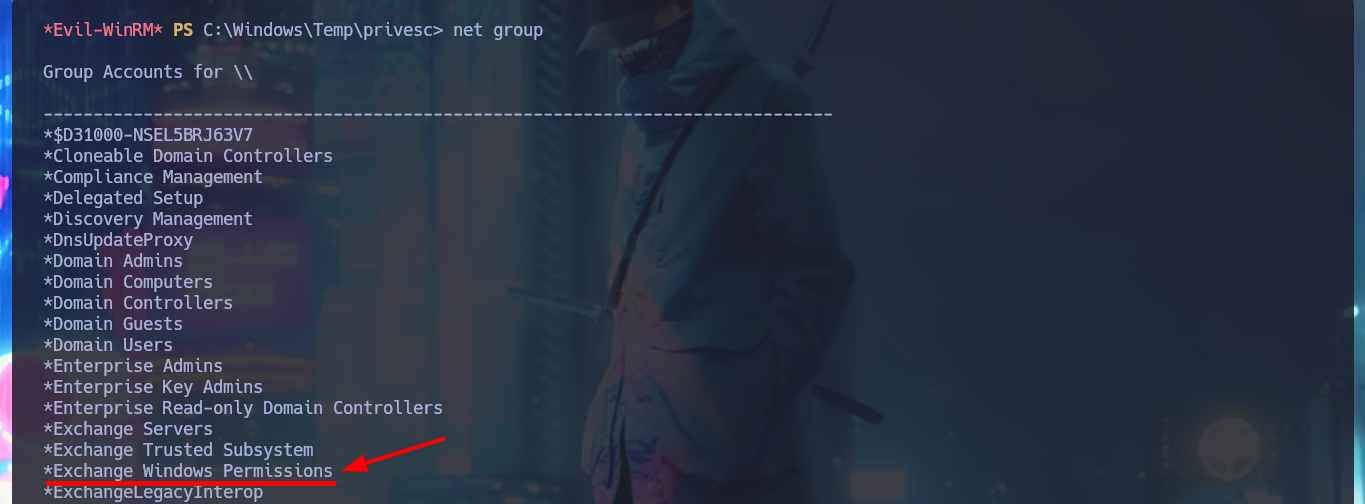 *Evil-WinRM* PS C:\Windows\Temp\privesc> net group
Group Accounts for \\
-------------------------------------------------------------------------------
*$D31000-NSEL5BRJ63V7
*Cloneable Domain Controllers
*Compliance Management
*Delegated Setup
*Discovery Management
*DnsUpdateProxy
*Domain Admins
*Domain Computers
*Domain Controllers
*Domain Guests
*Domain Users
*Enterprise Admins
*Enterprise Key Admins
*Enterprise Read-only Domain Controllers
*Exchange Servers
*Exchange Trusted Subsystem
*Exchange Windows Permissions
*ExchangeLegacyInterop